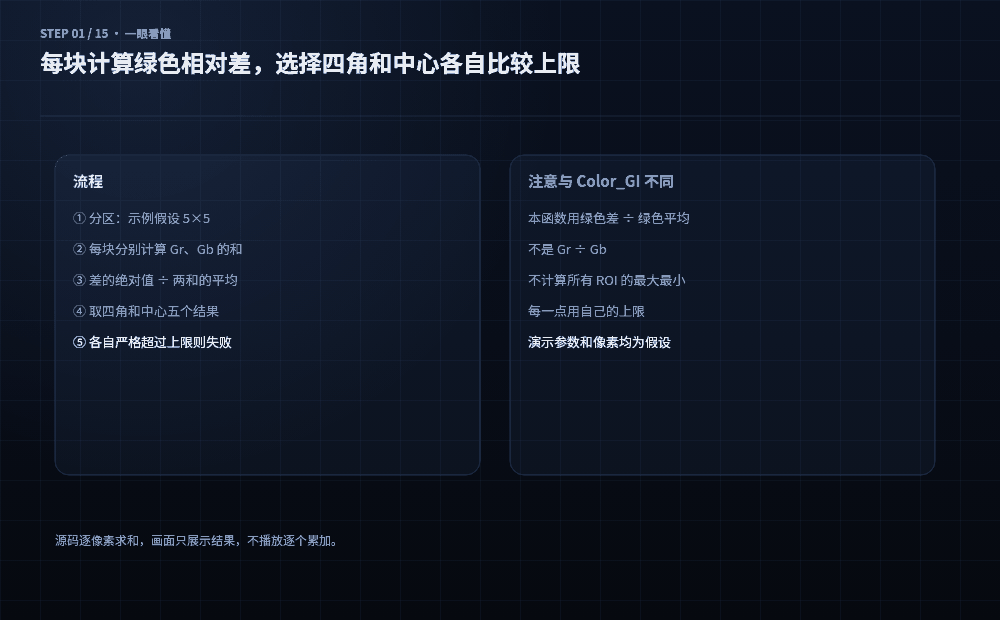 STEP 01 / 15 · 一眼看懂
每块计算绿色相对差，选择四角和中心各自比较上限
流程
① 分区：示例假设 5×5
② 每块分别计算 Gr、Gb 的和
③ 差的绝对值 ÷ 两和的平均
④ 取四角和中心五个结果
⑤ 各自严格超过上限则失败
注意与 Color_GI 不同
本函数用绿色差 ÷ 绿色平均
不是 Gr ÷ Gb
不计算所有 ROI 的最大最小
每一点用自己的上限
演示参数和像素均为假设
源码逐像素求和，画面只展示结果，不播放逐个累加。